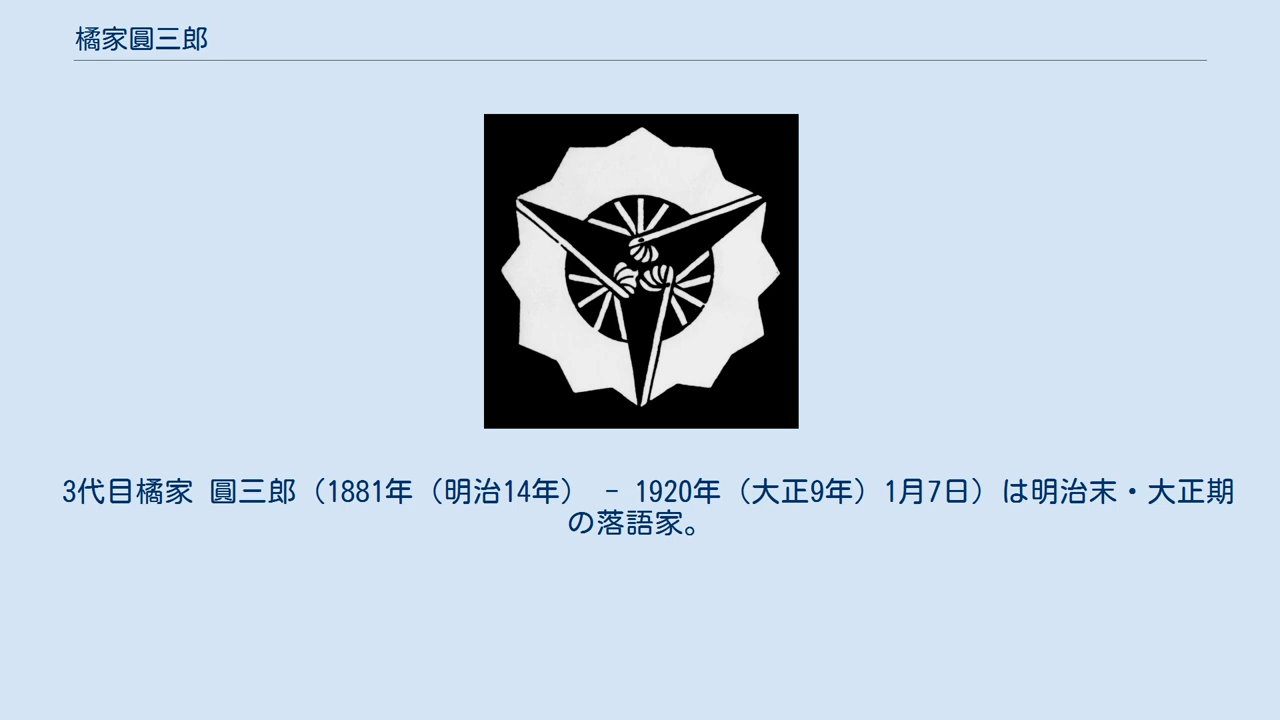 橘家圓三郎
3代目橘家 圓三郎（1881年（明治14年） - 1920年（大正9年）1月7日）は明治末・大正期
の落語家。